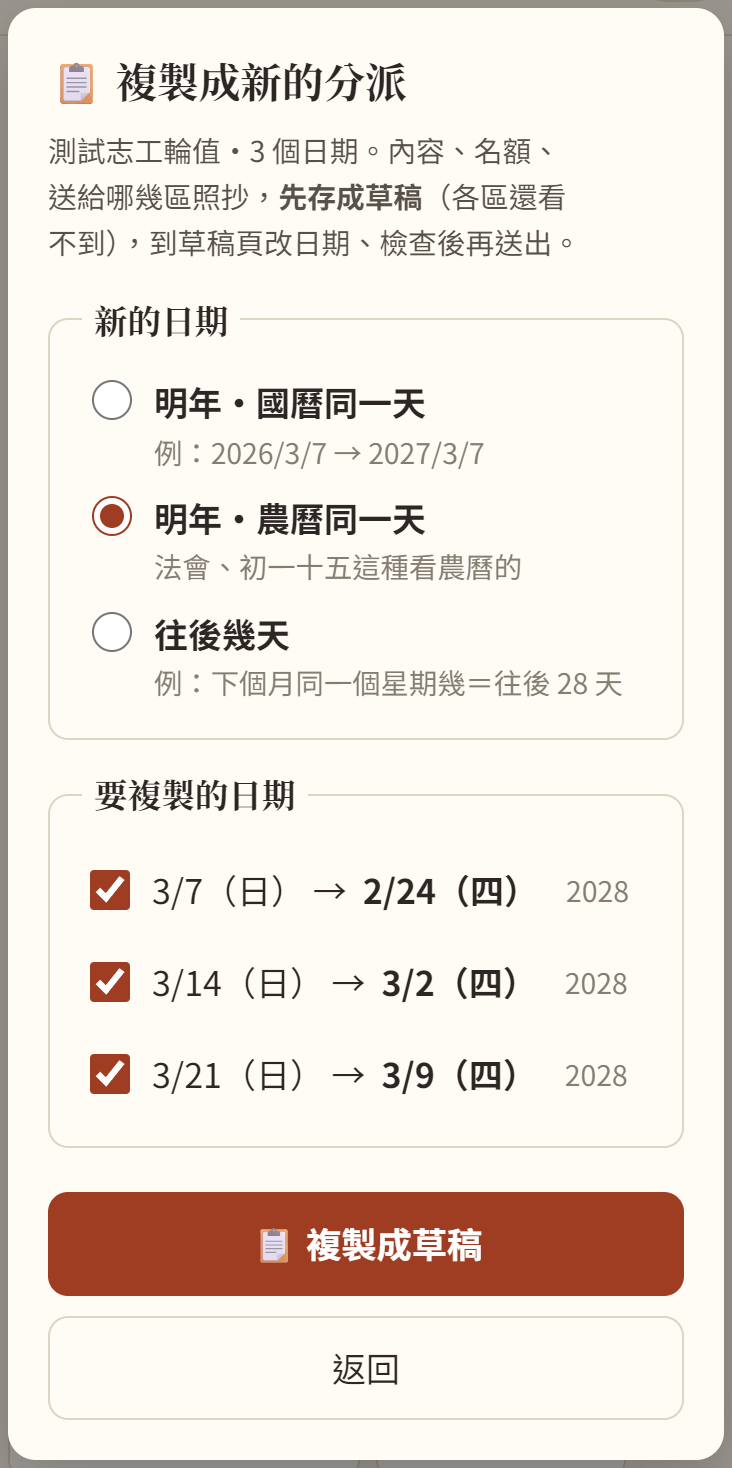 複製成新的分派
測試志工輪值・3 個日期。內容、名額、
送給哪幾區照抄，先存成草稿（各區還看
不到），到草稿頁改日期、檢查後再送出。
新的日期
明年・國曆同一天
例：2026/3/7 → 2027/3/7
明年・農曆同一天
法會、初一十五這種看農曆的
往後幾天
例：下個月同一個星期幾＝往後 28 天
要複製的日期
3/7（日） → 2/24（四） 2028
3/14（日） → 3/2（四） 2028
3/21（日） → 3/9（四） 2028
複製成草稿
返回